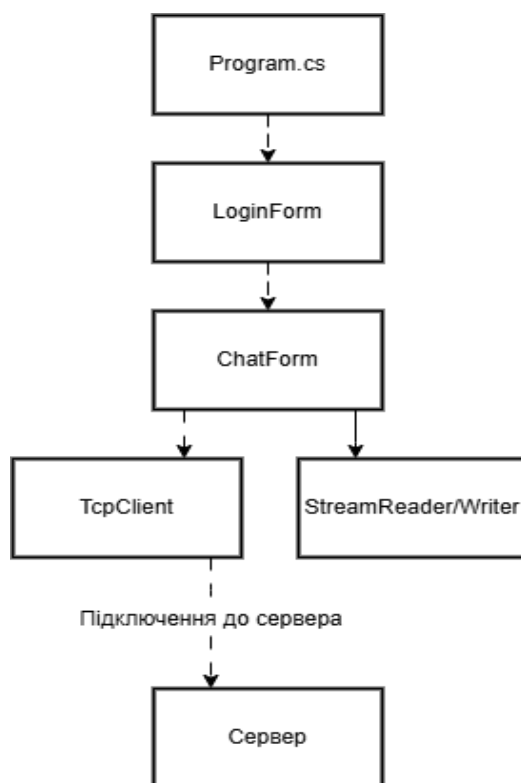 Program.cs
LoginForm
ChatForm
TcpClient
StreamReader/Writer
Підключення до сервера
Сервер